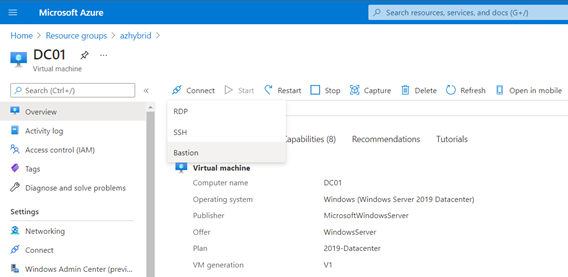 Microsoft Azure
Search resources, services, and docs (G+/)
Home > Resource groups > azhybrid >
DC01
Virtual machine
Search (Ctrl+/)
Connect Start Restart Stop Capture Delete Refresh Open in mobile
Overview
Activity log
Access control (IAM)
Tags
Diagnose and solve problems
Settings
Networking
Connect
Windows Admin Center (previ...
RDP
SSH
Bastion
Capabilities (8) Recommendations Tutorials
Virtual machine
Computer name DC01
Operating system Windows (Windows Server 2019 Datacenter)
Publisher MicrosoftWindowsServer
Offer WindowsServer
Plan 2019-Datacenter
VM generation V1